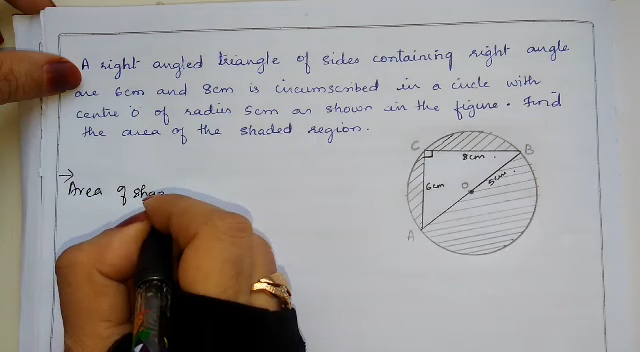 A right angled triangle of sides containing right angle
are 6cm and 8cm is circumscribed in a circle with
centre 'O' of radius 5cm as shown in the figure. Find
the area of the shaded region.
C
B
8cm.
6cm
O
5cm.
A
→
Area of sha